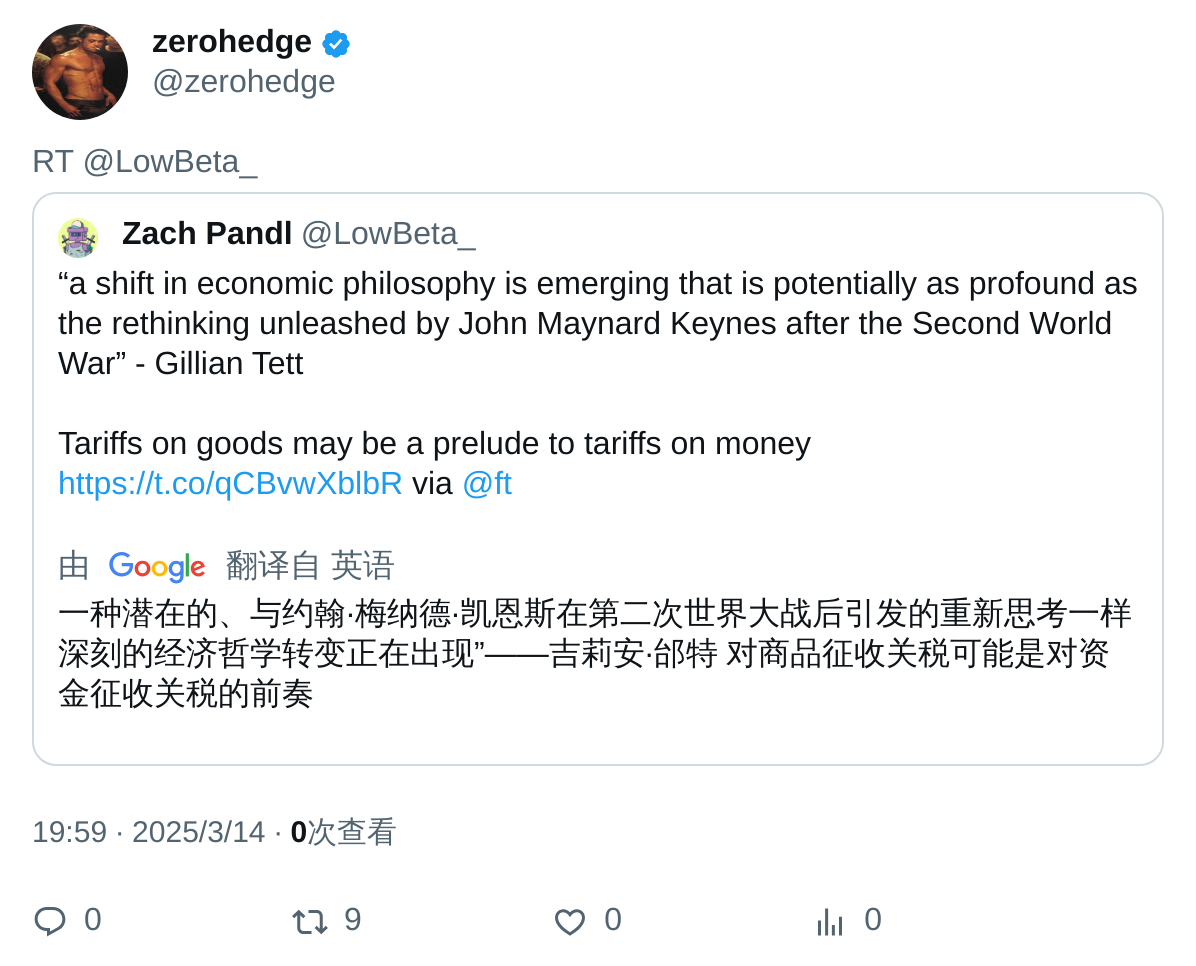 zerohedge
@zerohedge
RT @LowBeta_
Zach Pandl @LowBeta_
“a shift in economic philosophy is emerging that is potentially as profound as
the rethinking unleashed by John Maynard Keynes after the Second World
War” - Gillian Tett
Tariffs on goods may be a prelude to tariffs on money
https://t.co/qCBvwXblbR via @ft
由 Google 翻译自 英语
一种潜在的、与约翰·梅纳德·凯恩斯在第二次世界大战后引发的重新思考一样
深刻的经济哲学转变正在出现”——吉莉安·邰特 对商品征收关税可能是对资
金征收关税的前奏
19:59 · 2025/3/14 · 0次查看
0 9 0 0